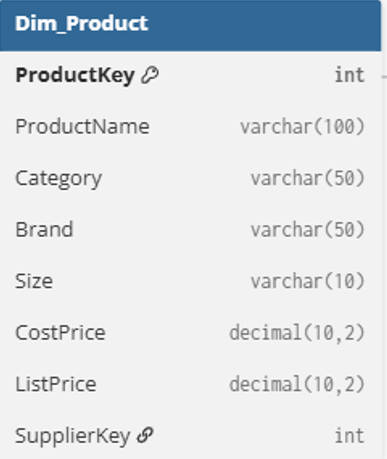 Dim_Product
ProductKey int
ProductName varchar(100)
Category varchar(50)
Brand varchar(50)
Size varchar(10)
CostPrice decimal(10,2)
ListPrice decimal(10,2)
SupplierKey int